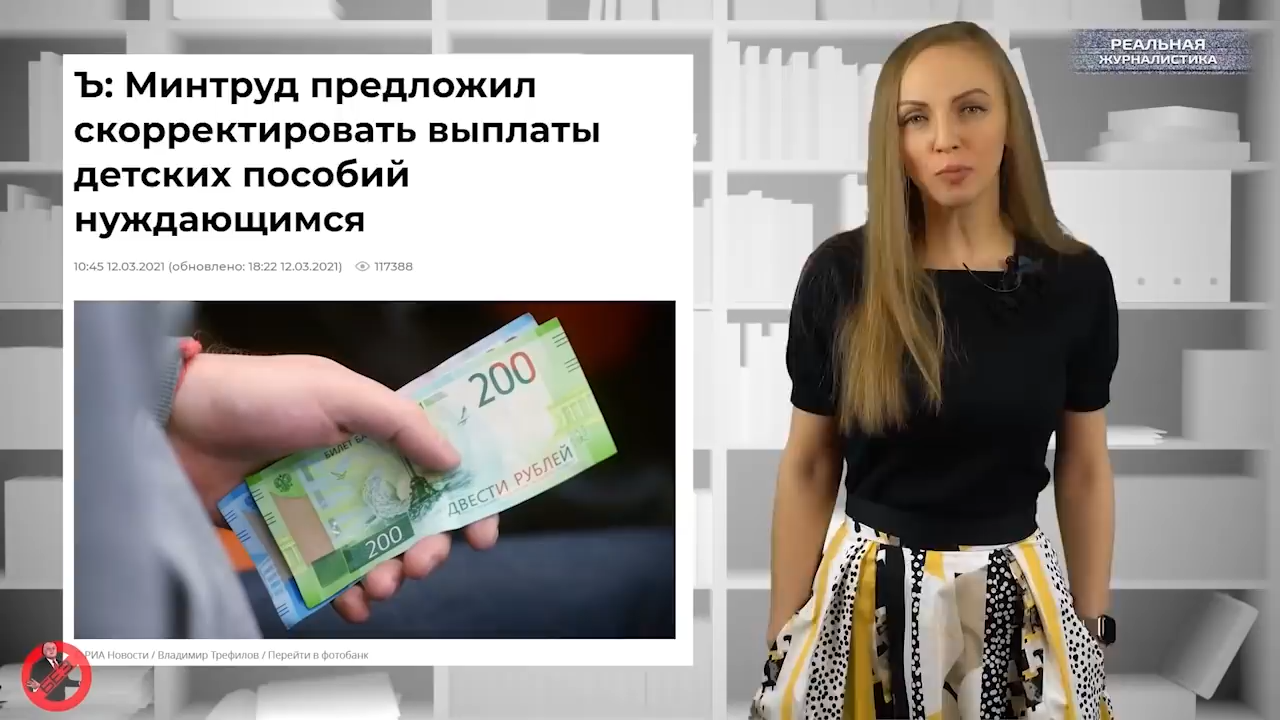 Ъ: Минтруд предложил
скорректировать выплаты
детских пособий
нуждающимся
10:45 12.03.2021 (обновлено: 18:22 12.03.2021) 117388
200
ДВЕСТИ РУБЛЕЙ
200
РИА Новости / Владимир Трефилов / Перейти в фотобанк
РЕАЛЬНАЯ
ЖУРНАЛИСТИКА
БЕС